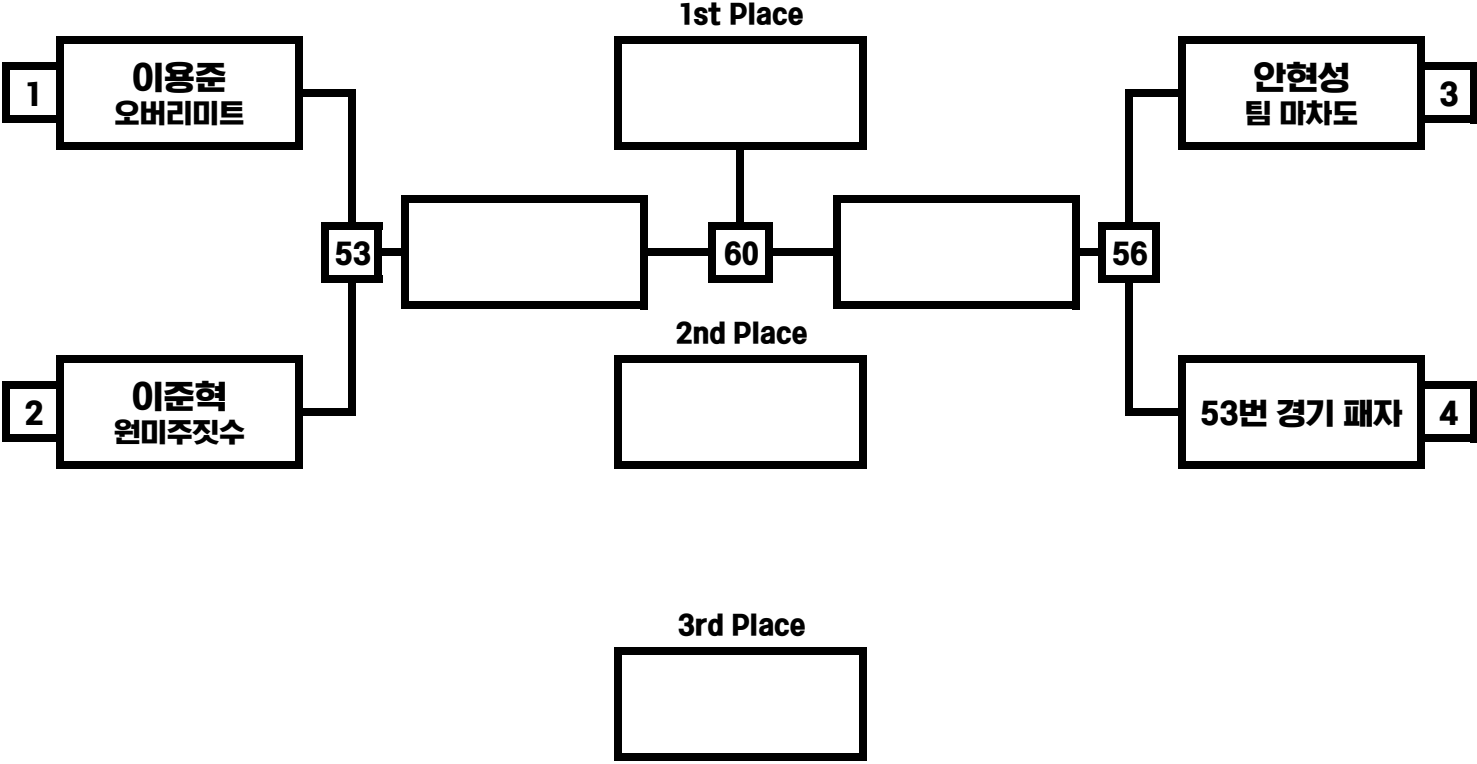 1st Place
1
이용준
오버리미트
안현성
팀 마차도
3
53
60
56
2nd Place
2
이준혁
원미주짓수
53번 경기 패자
4
3rd Place